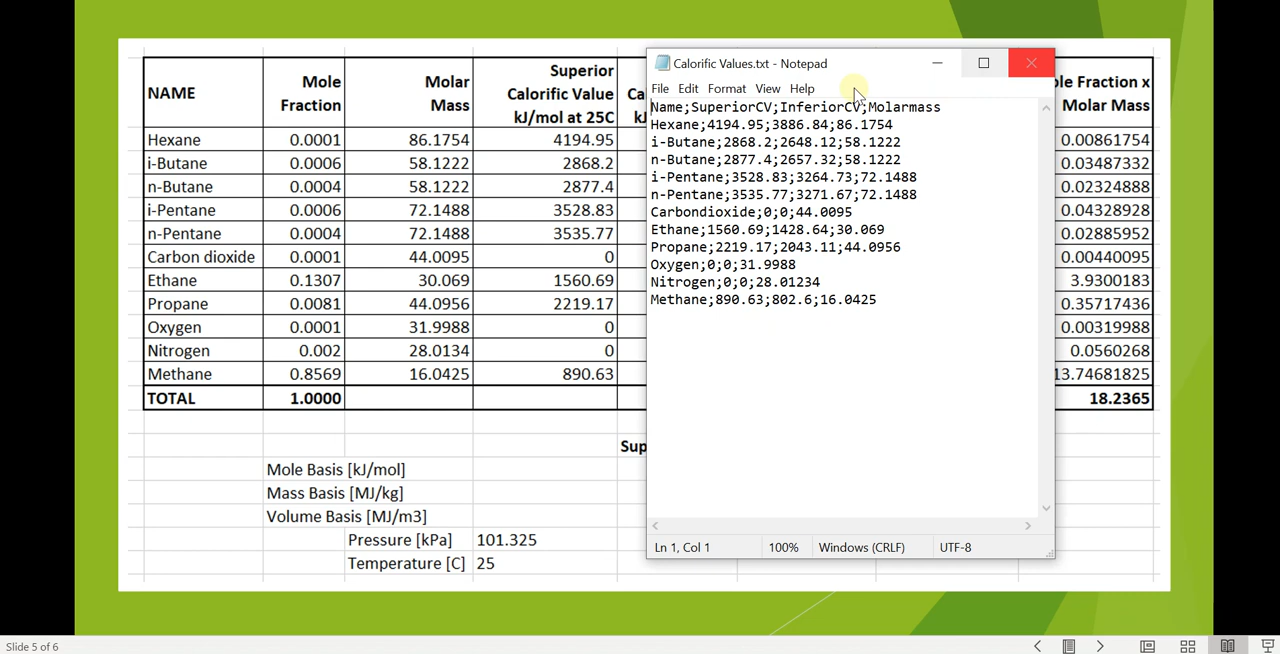 NAME Mole Fraction Molar Mass Superior Calorific Value kJ/mol at 25C
Molar Mass
Hexane 0.0001 86.1754 4194.95 0.00861754
i-Butane 0.0006 58.1222 2868.2 0.03487332
n-Butane 0.0004 58.1222 2877.4 0.02324888
i-Pentane 0.0006 72.1488 3528.83 0.04328928
n-Pentane 0.0004 72.1488 3535.77 0.02885952
Carbon dioxide 0.0001 44.0095 0 0.00440095
Ethane 0.1307 30.069 1560.69 3.9300183
Propane 0.0081 44.0956 2219.17 0.35717436
Oxygen 0.0001 31.9988 0 0.00319988
Nitrogen 0.002 28.0134 0 0.0560268
Methane 0.8569 16.0425 890.63 13.74681825
TOTAL 1.0000 18.2365
Sup
Mole Basis [kJ/mol]
Mass Basis [MJ/kg]
Volume Basis [MJ/m3]
Pressure [kPa] 101.325
Temperature [C] 25
Calorific Values.txt - Notepad
File Edit Format View Help
Name;SuperiorCV;InferiorCV;Molarmass
Hexane;4194.95;3886.84;86.1754
i-Butane;2868.2;2648.12;58.1222
n-Butane;2877.4;2657.32;58.1222
i-Pentane;3528.83;3264.73;72.1488
n-Pentane;3535.77;3271.67;72.1488
Carbondioxide;0;0;44.0095
Ethane;1560.69;1428.64;30.069
Propane;2219.17;2043.11;44.0956
Oxygen;0;0;31.9988
Nitrogen;0;0;28.01234
Methane;890.63;802.6;16.0425
Ln 1, Col 1 100% Windows (CRLF) UTF-8
Slide 5 of 6